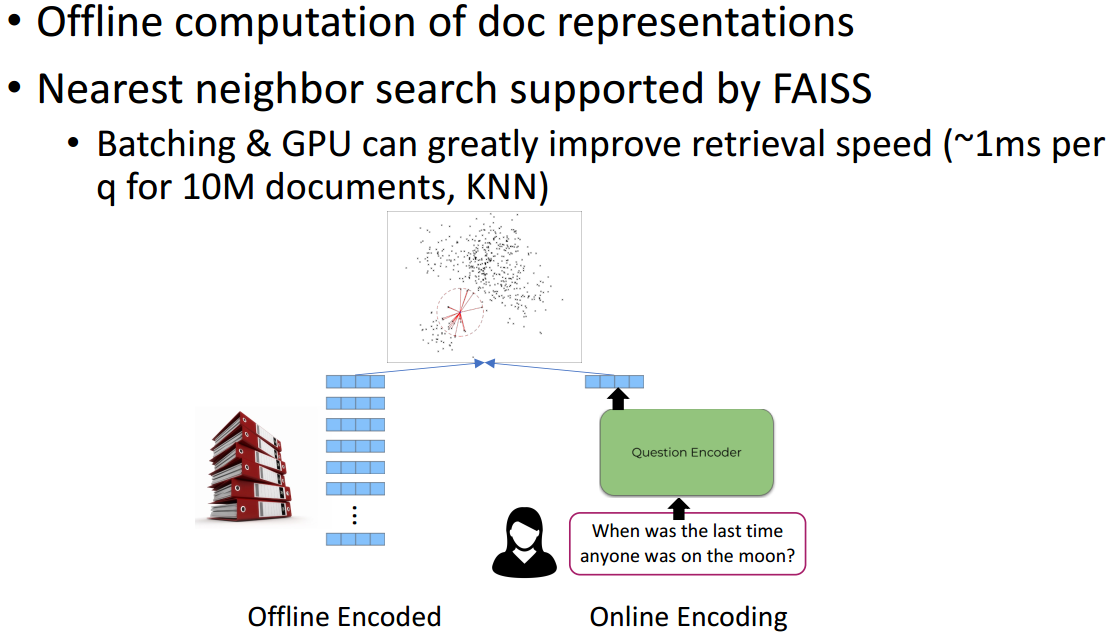 • Offline computation of doc representations
• Nearest neighbor search supported by FAISS
• Batching & GPU can greatly improve retrieval speed (~1ms per
q for 10M documents, KNN)
Question Encoder
When was the last time
anyone was on the moon?
Offline Encoded
Online Encoding